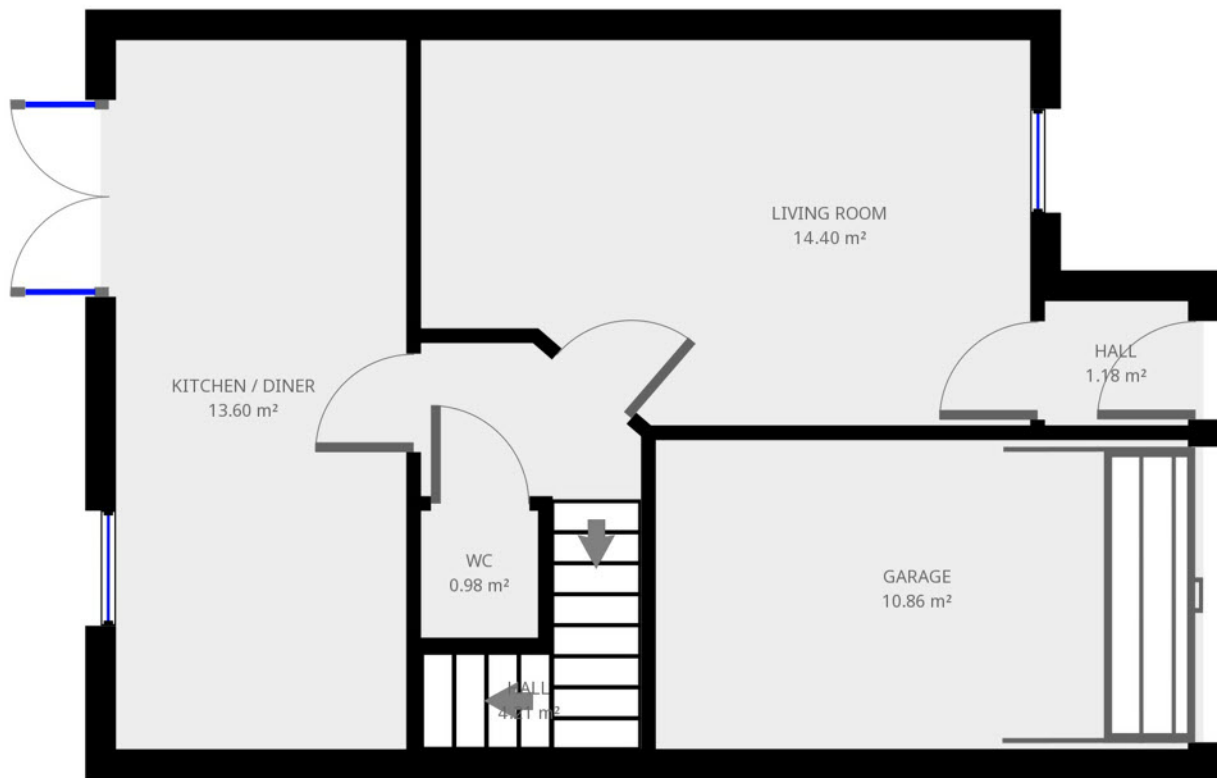 LIVING ROOM
14.40 m²
HALL
1.18 m²
KITCHEN / DINER
13.60 m²
WC
0.98 m²
GARAGE
10.86 m²
HALL
m²